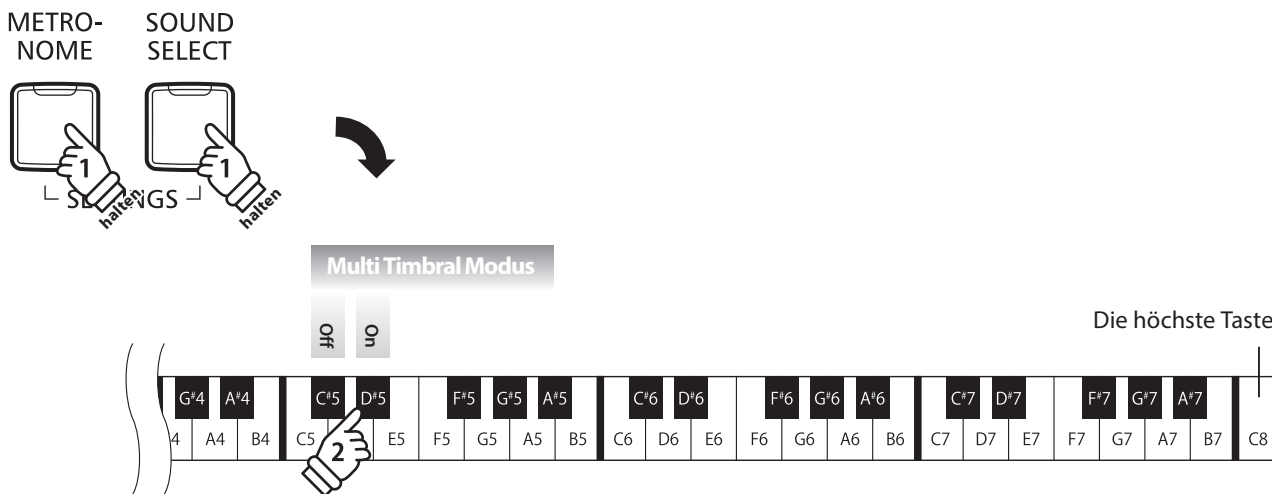 METRO-
NOME
SOUND
SELECT
1
1
halten
halten
NGS
Multi Timbral Modus
Off
On
Die höchste Taste
G#4 A#4 C#5 D#5 F#5 G#5 A#5 C#6 D#6 F#6 G#6 A#6 C#7 D#7 F#7 G#7 A#7
4 A4 B4 C5 E5 F5 G5 A5 B5 C6 D6 E6 F6 G6 A6 B6 C7 D7 E7 F7 G7 A7 B7 C8
2